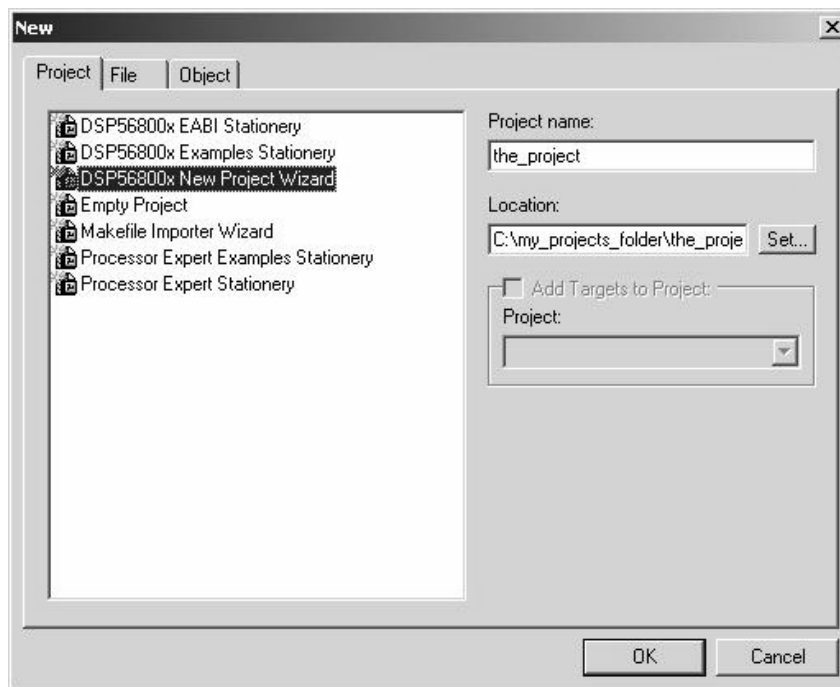 New
Project
File
Object
DSP56800x EABI Stationery
DSP56800x Examples Stationery
DSP56800x New Project Wizard
Empty Project
Makefile Importer Wizard
Processor Expert Examples Stationery
Processor Expert Stationery
Project name:
the_project
Location:
C:\my_projects_folder\the_proje
Set...
Add Targets to Project:
Project:
OK
Cancel